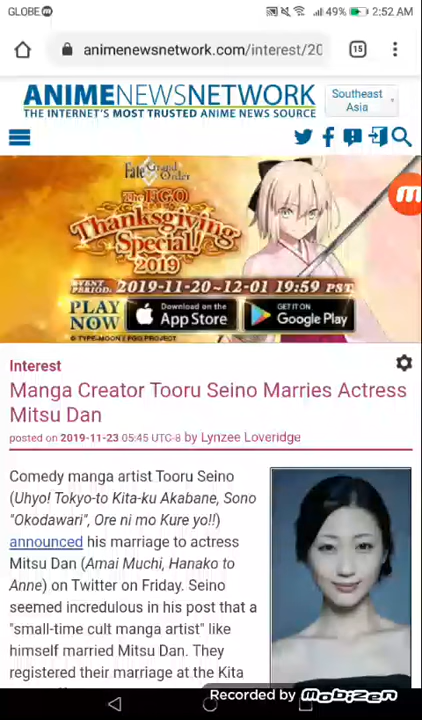 GLOBE
49% 2:52 AM
animenewsnetwork.com/interest/20
15
ANIMENEWSNETWORK
THE INTERNET'S MOST TRUSTED ANIME NEWS SOURCE
Southeast
Asia
Fate Grand Order
The FGO
Thanksgiving
Special!!
2019
EVENT PERIOD: 2019-11-20~12-01 19:59 PST
PLAY NOW
Download on the
App Store
GET IT ON
Google Play
© TYPE-MOON / FGO PROJECT
Interest
Manga Creator Tooru Seino Marries Actress
Mitsu Dan
posted on 2019-11-23 05:45 UTC-8 by Lynzee Loveridge
Comedy manga artist Tooru Seino
(Uhyo! Tokyo-to Kita-ku Akabane, Sono
"Okodawari", Ore ni mo Kure yo!!)
announced his marriage to actress
Mitsu Dan (Amai Muchi, Hanako to
Anne) on Twitter on Friday. Seino
seemed incredulous in his post that a
"small-time cult manga artist" like
himself married Mitsu Dan. They
registered their marriage at the Kita
Recorded by Mobizen